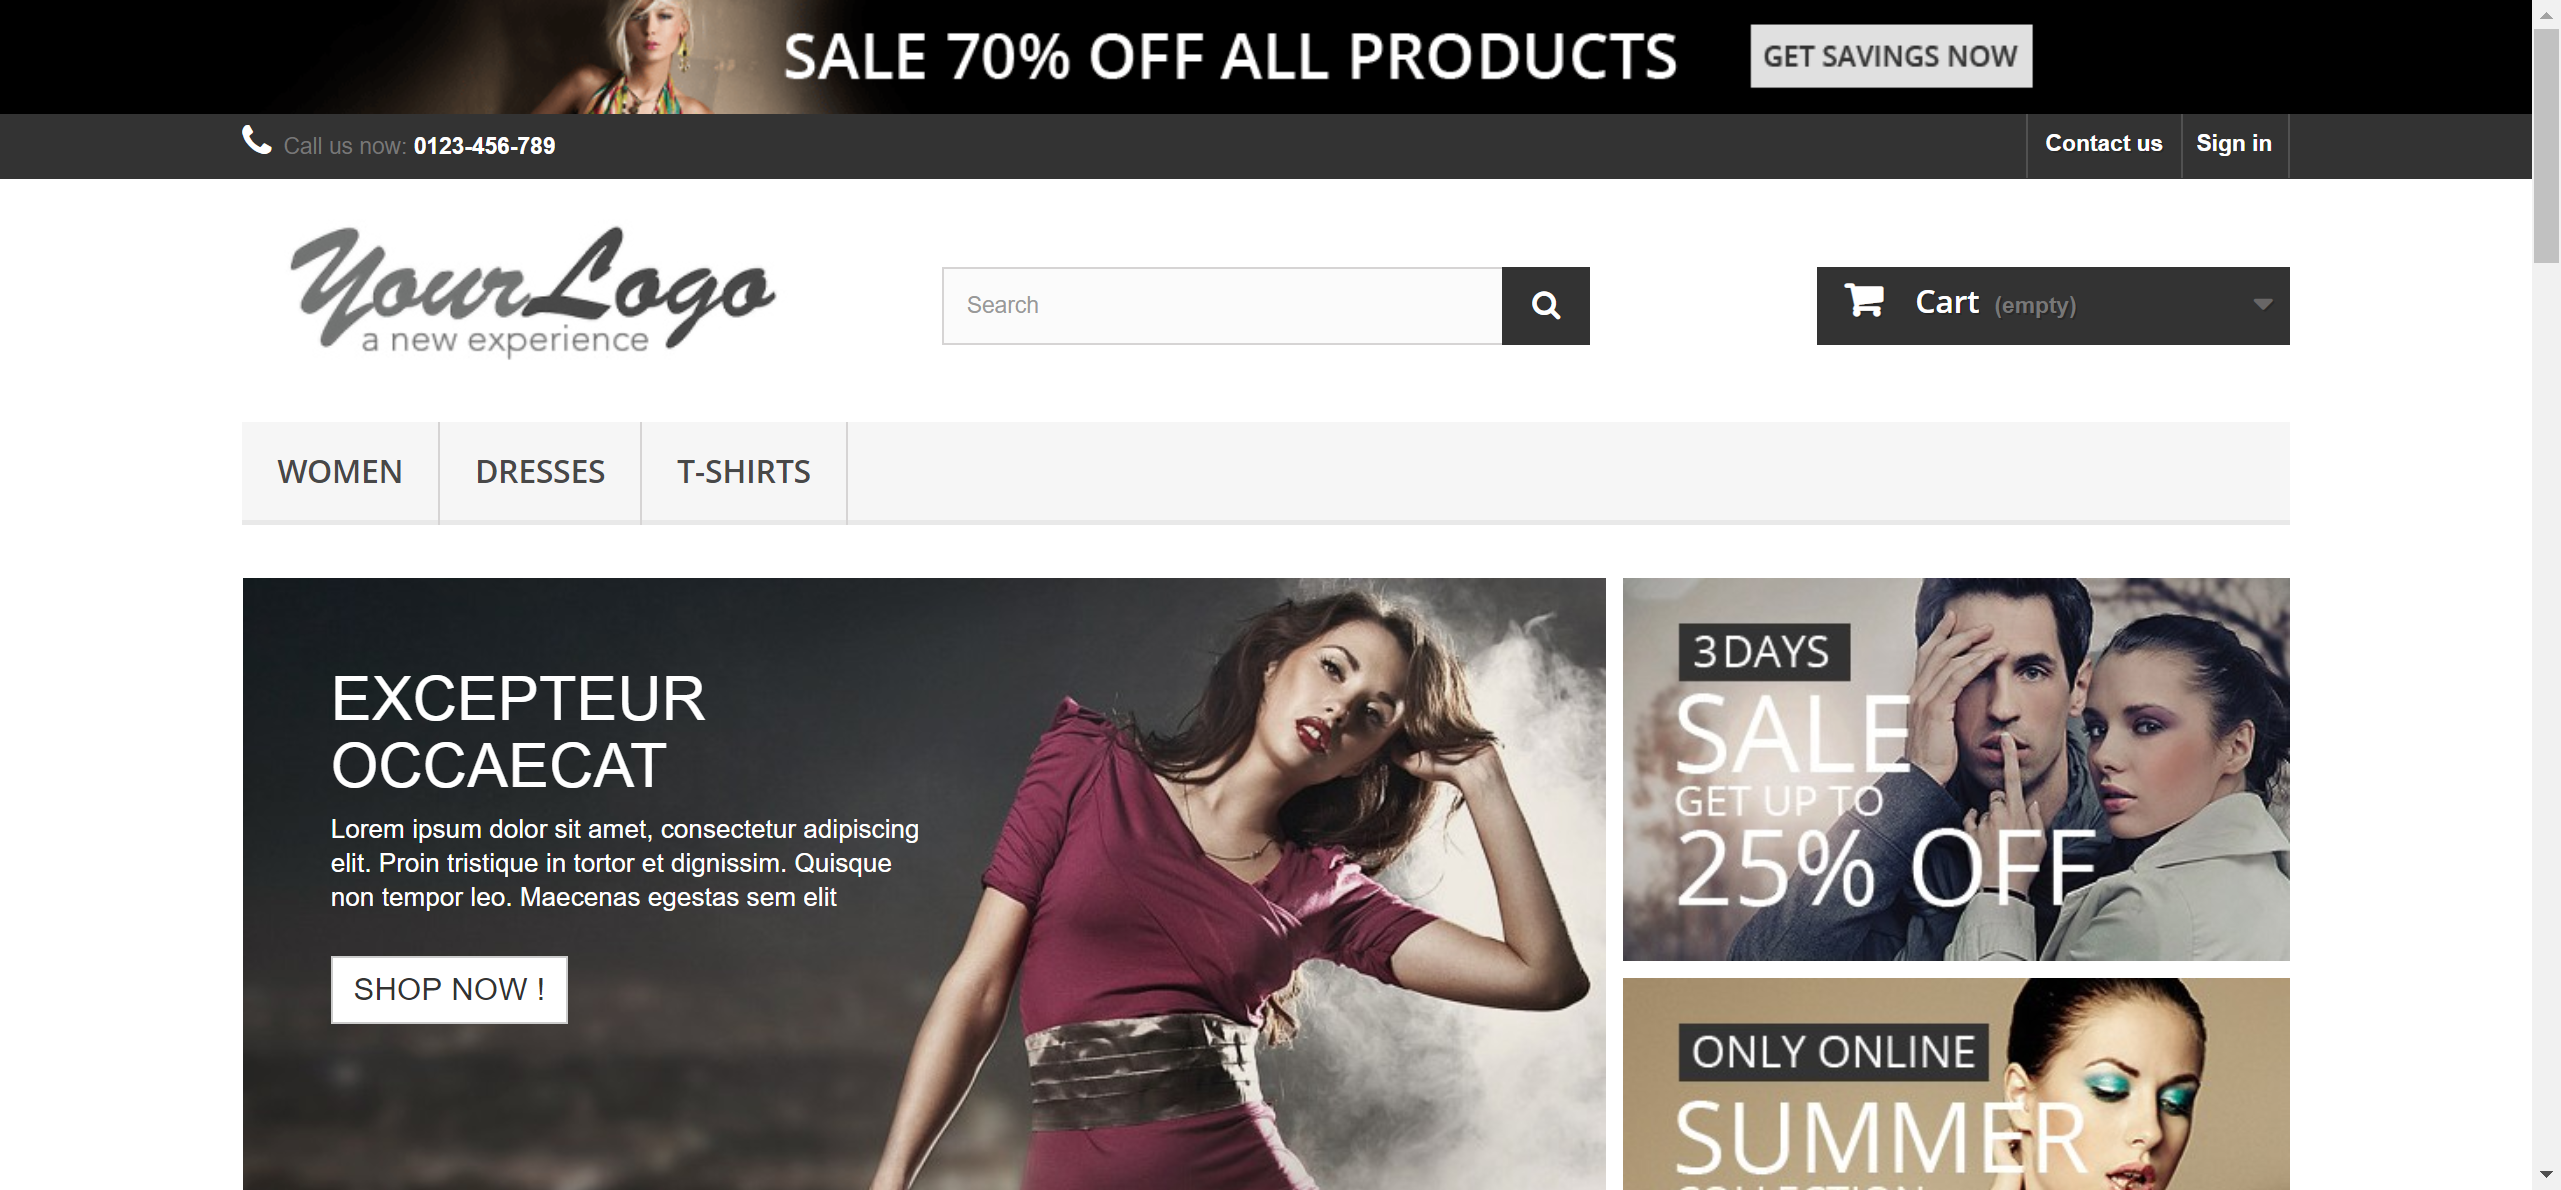 SALE 70% OFF ALL PRODUCTS
GET SAVINGS NOW
Call us now: 0123-456-789
Contact us
Sign in
YourLogo
a new experience
Search
Cart (empty)
WOMEN
DRESSES
T-SHIRTS
EXCEPTEUR
OCCAECAT
Lorem ipsum dolor sit amet, consectetur adipiscing
elit. Proin tristique in tortor et dignissim. Quisque
non tempor leo. Maecenas egestas sem elit
SHOP NOW !
3 DAYS
SALE
GET UP TO
25% OFF
ONLY ONLINE
SUMMER
COLLECTION